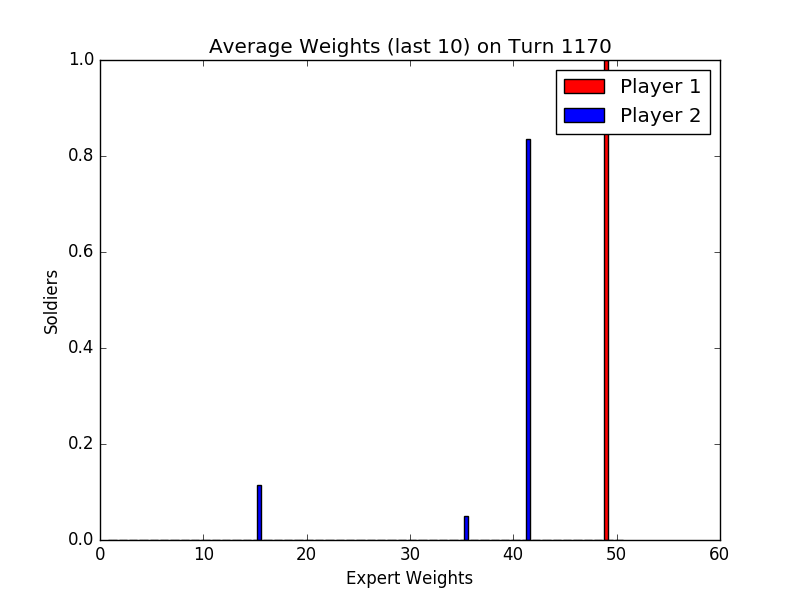 Average Weights (last 10) on Turn 1170
1.0
0.8
0.6
0.4
0.2
0.0
Soldiers
Player 1
Player 2
0 10 20 30 40 50 60
Expert Weights